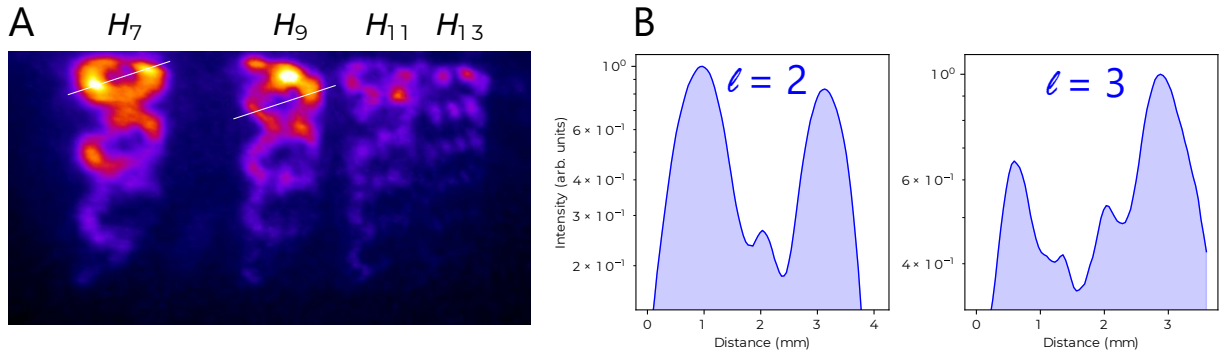 A
H₇ H₉ H₁₁ H₁₃
B
Intensity (arb. units)
10⁰
6 × 10⁻¹
4 × 10⁻¹
3 × 10⁻¹
2 × 10⁻¹
ℓ = 2
0 1 2 3 4
Distance (mm)
10⁰
6 × 10⁻¹
4 × 10⁻¹
ℓ = 3
0 1 2 3
Distance (mm)